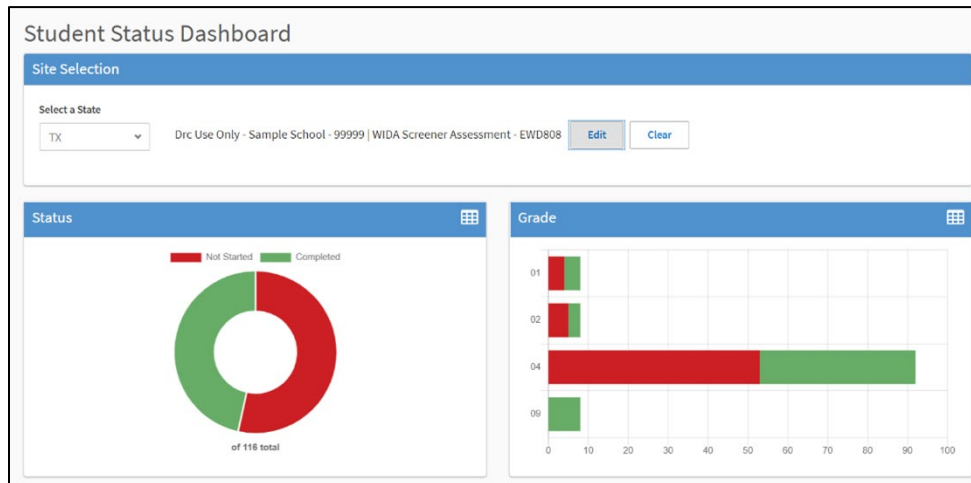 Student Status Dashboard
Site Selection
Select a State
TX
Drc Use Only - Sample School - 99999 | WIDA Screener Assessment - EWD808
Edit
Clear
Status
Not Started
Completed
of 116 total
Grade
01
02
04
09
0 10 20 30 40 50 60 70 80 90 100